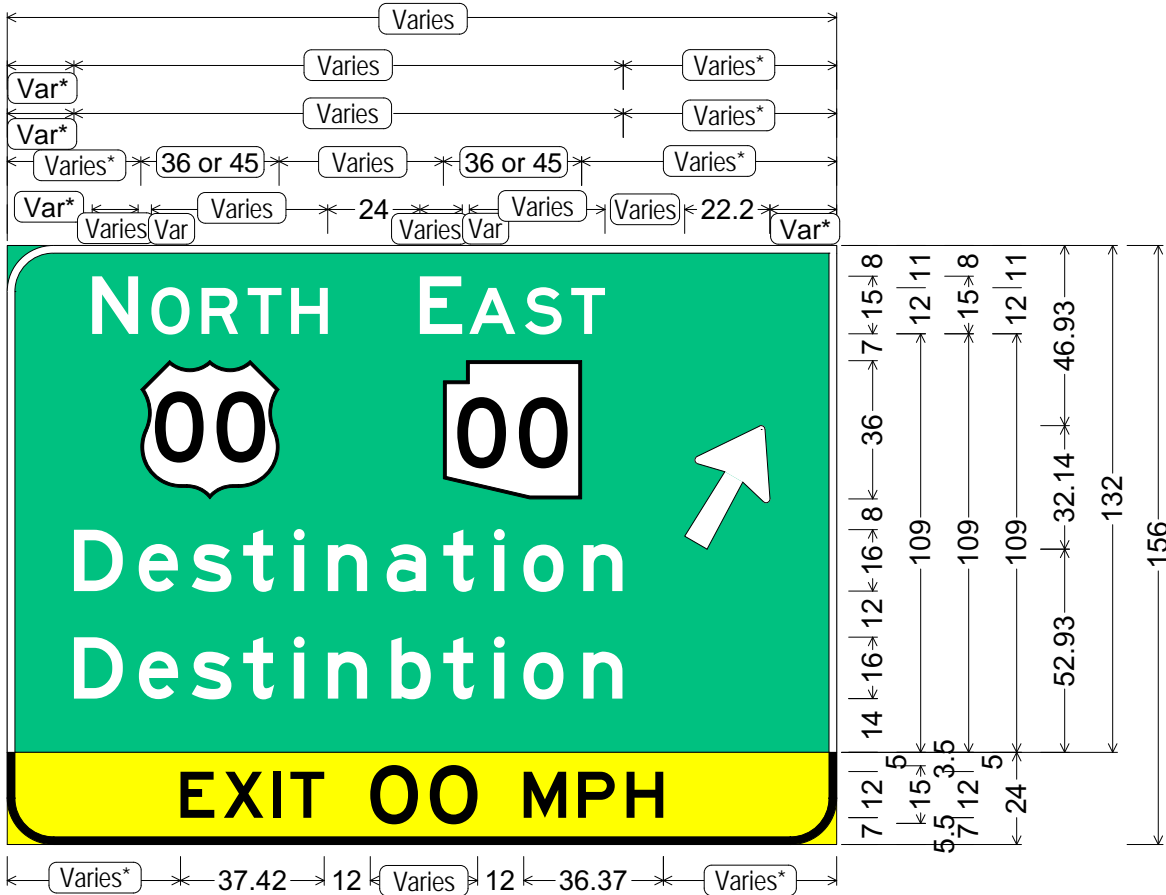 Varies
Varies Varies*
Var*
Varies Varies*
Var*
Varies* 36 or 45 Varies 36 or 45 Varies*
Var* Varies 24 Varies Varies 22.2
Varies Var Varies Var Var*
NORTH EAST
00 00
Destination
Destinbtion
EXIT 00 MPH
8 15 7 36 8 16 12 16 14 12 7
11 12 109 5 15 5.5
8 15 109 3.5 12 7
11 12 109 5 24
46.93 32.14 52.93
132
156
Varies* 37.42 12 Varies 12 36.37 Varies*